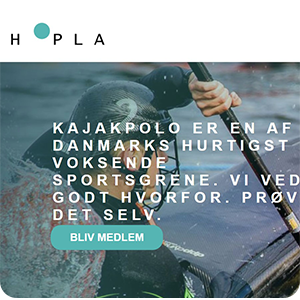 H PLA
KAJAKPOLO ER EN AF
DANMARKS HURTIGST
VOKSENDE
SPORTSGRENE. VI VED
GODT HVORFOR. PRØV
DET SELV.
BLIV MEDLEM